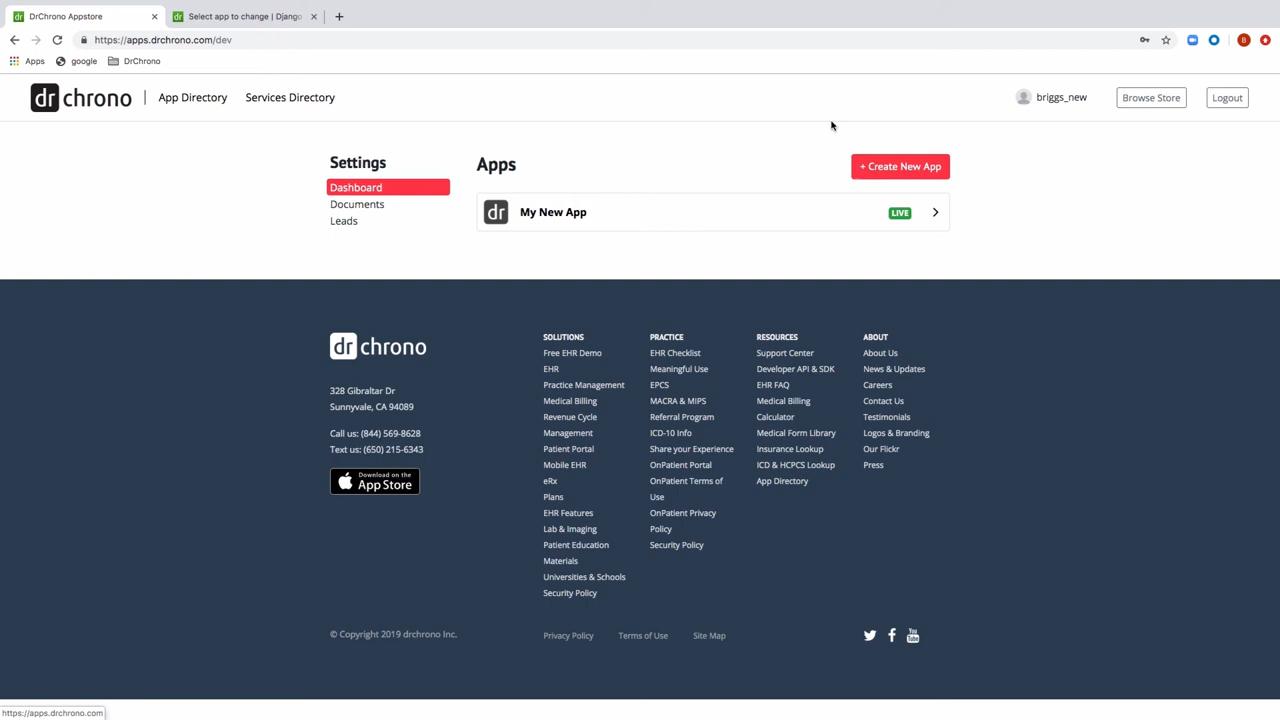 DrChrono Appstore
Select app to change | Django
https://apps.drchrono.com/dev
Apps
google
DrChrono
dr chrono
App Directory
Services Directory
briggs_new
Browse Store
Logout
Settings
Dashboard
Documents
Leads
Apps
+ Create New App
dr
My New App
LIVE
dr chrono
328 Gibraltar Dr
Sunnyvale, CA 94089
Call us: (844) 569-8628
Text us: (650) 215-6343
Download on the
App Store
SOLUTIONS
Free EHR Demo
EHR
Practice Management
Medical Billing
Revenue Cycle
Management
Patient Portal
Mobile EHR
eRx
Plans
EHR Features
Lab & Imaging
Patient Education
Materials
Universities & Schools
Security Policy
PRACTICE
EHR Checklist
Meaningful Use
EPCS
MACRA & MIPS
Referral Program
ICD-10 Info
Share your Experience
OnPatient Portal
OnPatient Terms of
Use
OnPatient Privacy
Policy
Security Policy
RESOURCES
Support Center
Developer API & SDK
EHR FAQ
Medical Billing
Calculator
Medical Form Library
Insurance Lookup
ICD & HCPCS Lookup
App Directory
ABOUT
About Us
News & Updates
Careers
Contact Us
Testimonials
Logos & Branding
Our Flickr
Press
© Copyright 2019 drchrono Inc.
Privacy Policy
Terms of Use
Site Map
You
Tube
https://apps.drchrono.com